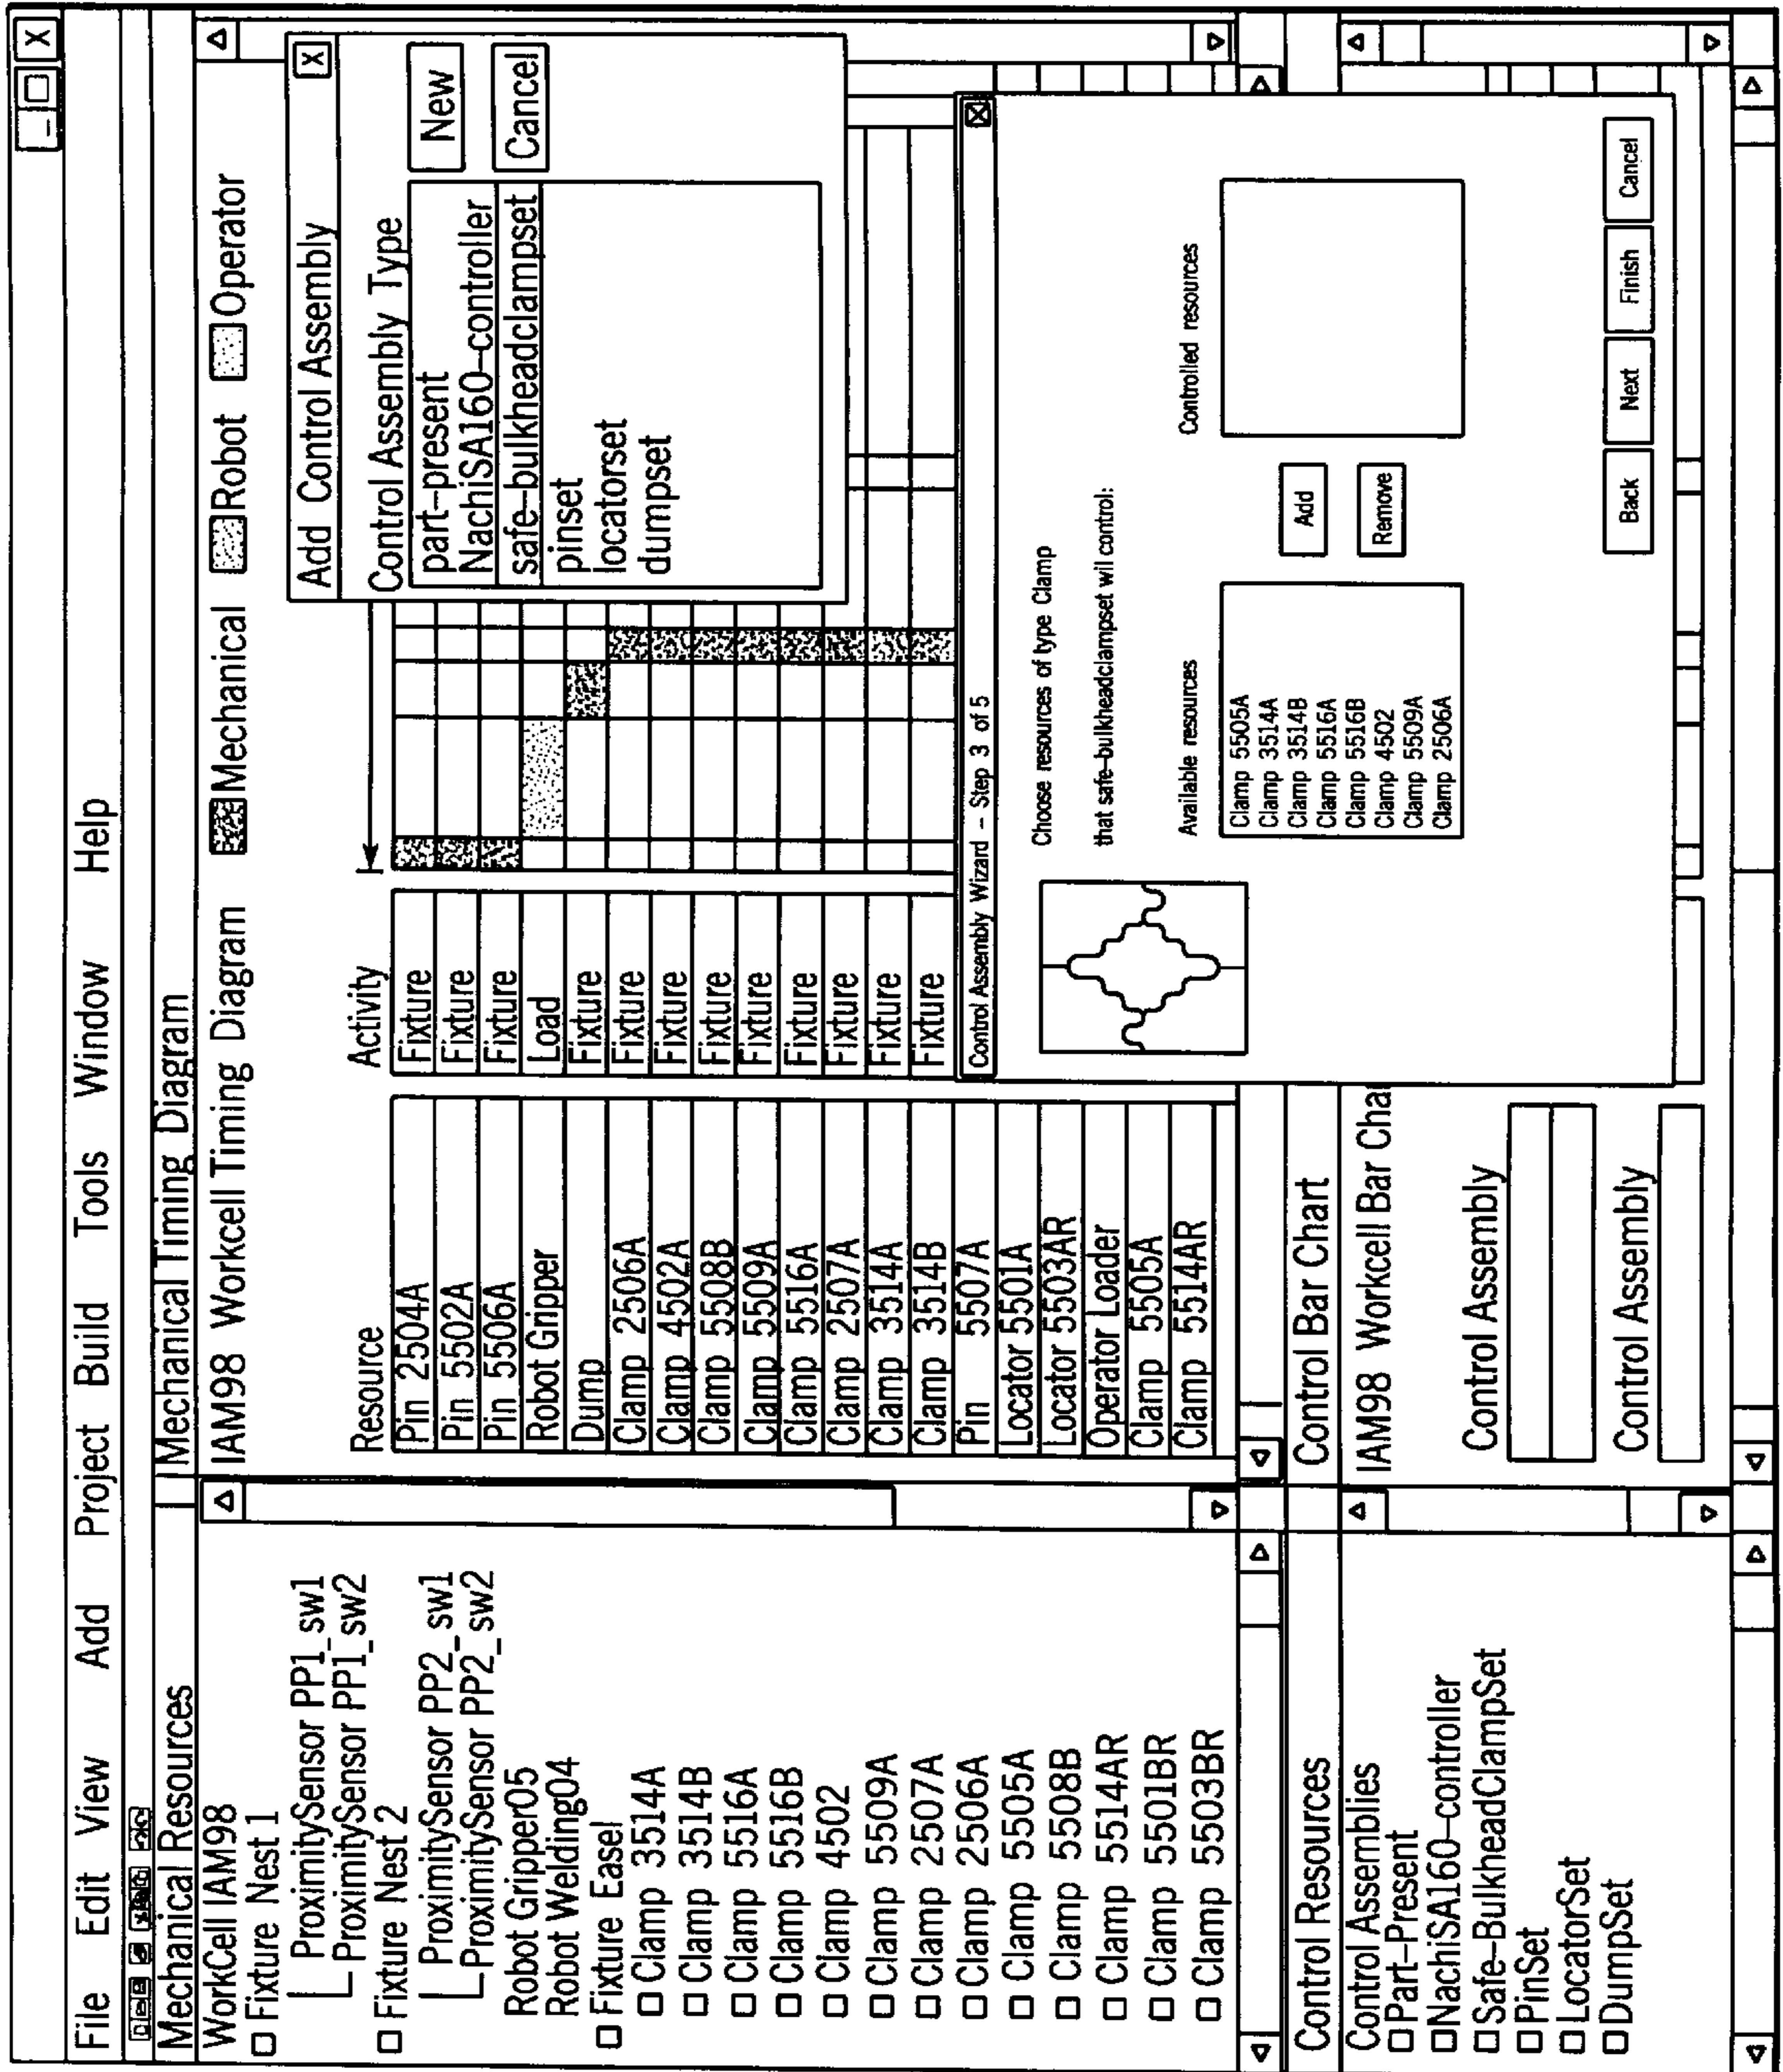 X
File Edit View Add Project Build Tools Window Help
Mechanical Resources
WorkCell IAM98
Fixture Nest 1
ProximitySensor PP1_sw1
ProximitySensor PP1_sw2
Fixture Nest 2
ProximitySensor PP2_sw1
ProximitySensor PP2_sw2
Robot Gripper05
Robot Welding04
Fixture Easel
Clamp 3514A
Clamp 3514B
Clamp 5516A
Clamp 5516B
Clamp 4502
Clamp 5509A
Clamp 2507A
Clamp 2506A
Clamp 5505A
Clamp 5508B
Clamp 5514AR
Clamp 5501BR
Clamp 5503BR
Mechanical Timing Diagram
IAM98 Workcell Timing Diagram Mechanical Robot Operator
Resource Activity
Pin 2504A Fixture
Pin 5502A Fixture
Pin 5506A Fixture
Robot Gripper Load
Dump Fixture
Clamp 2506A Fixture
Clamp 4502A Fixture
Clamp 5508B Fixture
Clamp 5509A Fixture
Clamp 5516A Fixture
Clamp 2507A Fixture
Clamp 3514A Fixture
Clamp 3514B Fixture
Pin 5507A
Locator 5501A
Locator 5503AR
Operator Loader
Clamp 5505A
Clamp 5514AR
Add Control Assembly X
Control Assembly Type
part-present
NachiSA160-controller
safe-bulkheadclampset
pinset
locatorset
dumpset
New
Cancel
Control Assembly Wizard - Step 3 of 5 X
Choose resources of type Clamp
that safe-bulkheadclampset wil control:
Available resources
Clamp 5505A
Clamp 3514A
Clamp 3514B
Clamp 5516A
Clamp 5516B
Clamp 4502
Clamp 5509A
Clamp 2506A
Add
Remove
Controlled resources
Back Next Finish Cancel
Control Resources
Control Assemblies
Part-Present
NachiSA160-controller
Safe-BulkheadClampSet
PinSet
LocatorSet
DumpSet
Control Bar Chart
IAM98 Workcell Bar Cha
Control Assembly
Control Assembly